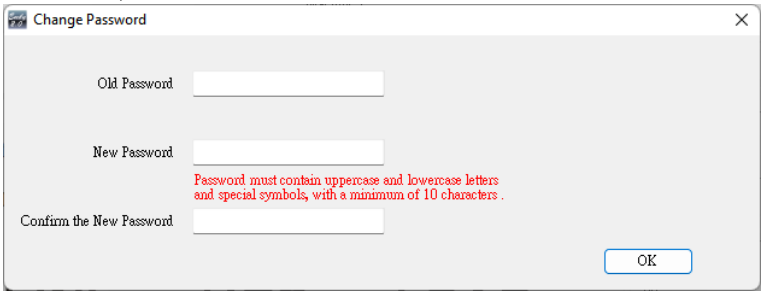 Change Password
Old Password
New Password
Password must contain uppercase and lowercase letters
and special symbols, with a minimum of 10 characters .
Confirm the New Password
OK